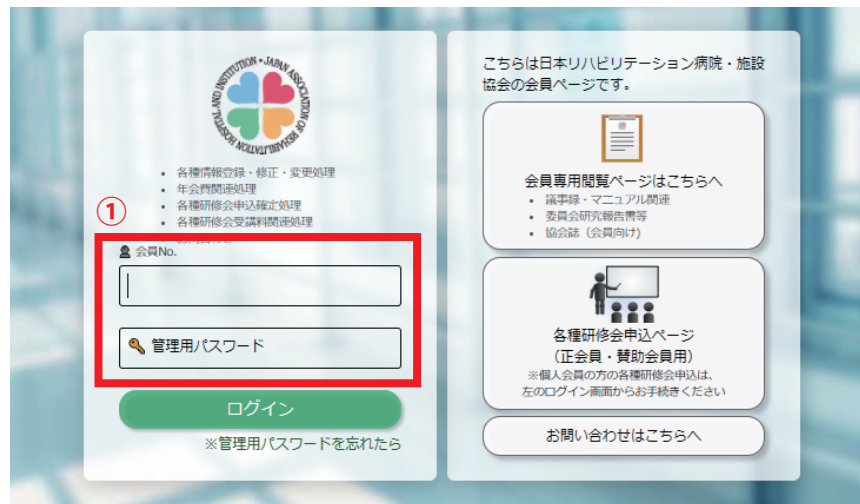 INSTITUTION • JAPAN ASSOCIATION OF REHABILITATION HOSPITAL AND
・各種情報登録・修正・変更処理
・年会費関連処理
・各種研修会申込確定処理
・各種研修会受講料関連処理
①
会員No.
管理用パスワード
ログイン
※管理用パスワードを忘れたら
こちらは日本リハビリテーション病院・施設
協会の会員ページです。
会員専用閲覧ページはこちらへ
・議事録・マニュアル関連
・委員会研究報告書等
・協会誌（会員向け）
各種研修会申込ページ
（正会員・賛助会員用）
※個人会員の方の各種研修会申込は、
左のログイン画面からお手続きください
お問い合わせはこちらへ